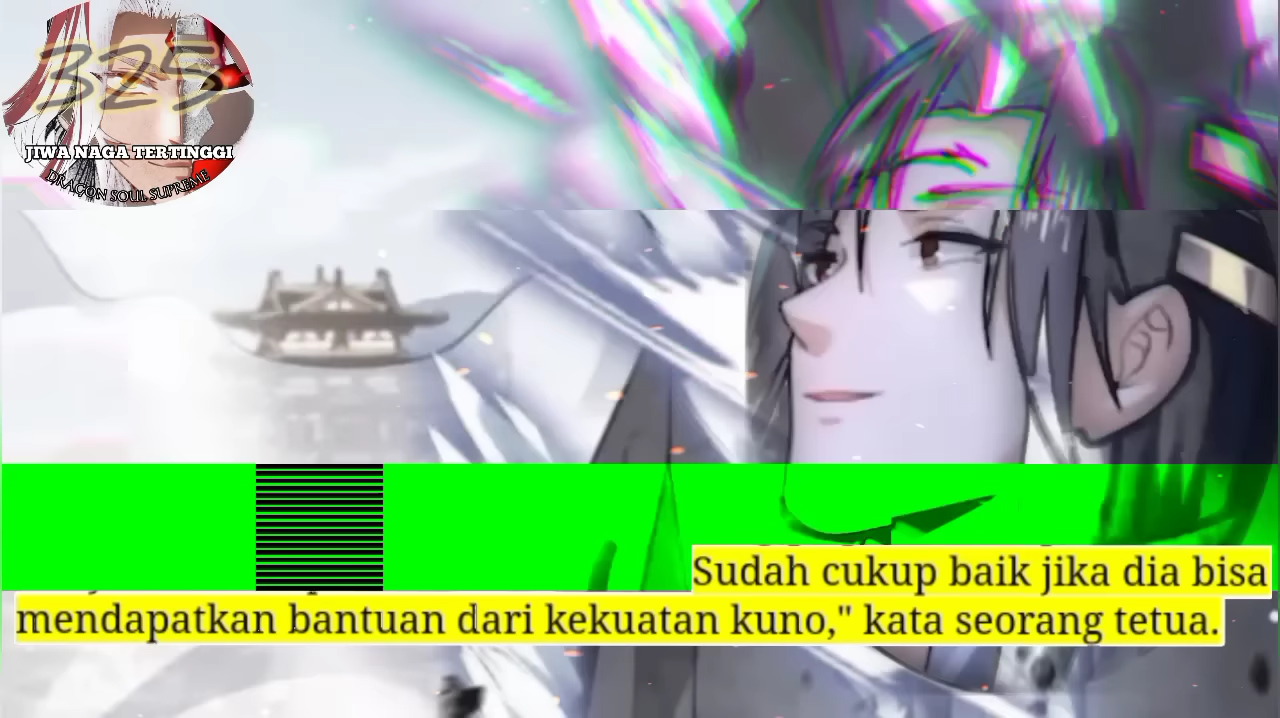 325
JIWA NAGA TERTINGGI
DRAGON SOUL SUPREME
Sudah cukup baik jika dia bisa
mendapatkan bantuan dari kekuatan kuno," kata seorang tetua.